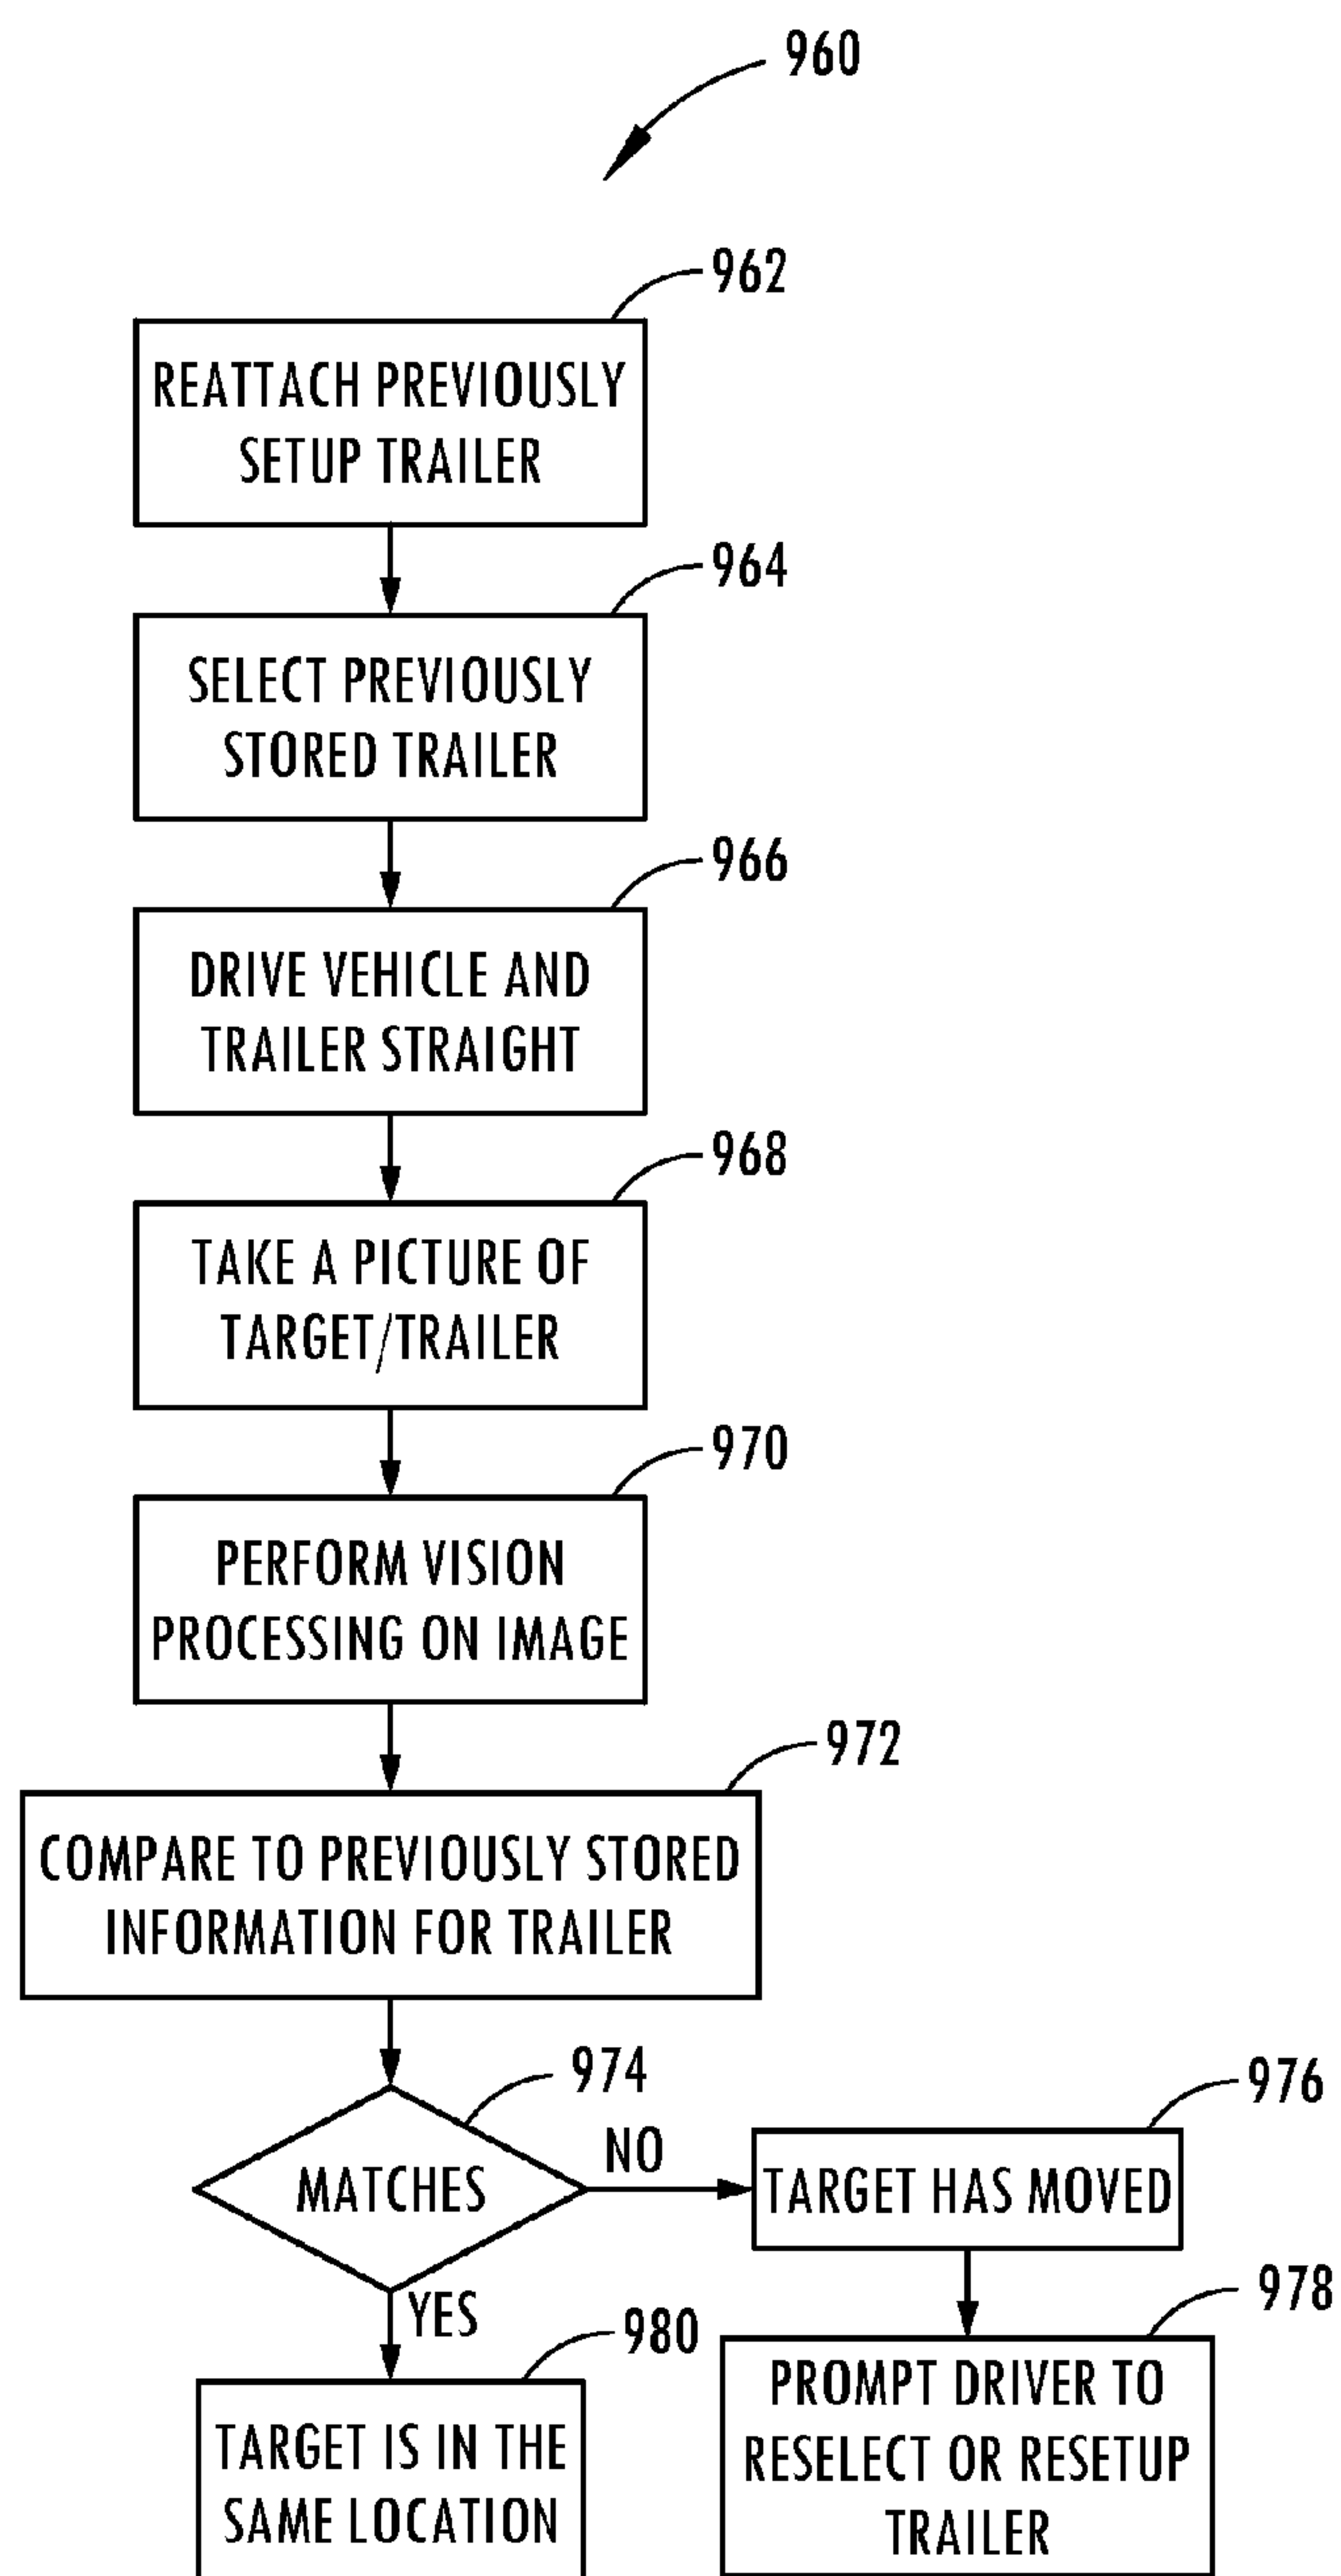 960
962
REATTACH PREVIOUSLY
SETUP TRAILER
964
SELECT PREVIOUSLY
STORED TRAILER
966
DRIVE VEHICLE AND
TRAILER STRAIGHT
968
TAKE A PICTURE OF
TARGET/TRAILER
970
PERFORM VISION
PROCESSING ON IMAGE
972
COMPARE TO PREVIOUSLY STORED
INFORMATION FOR TRAILER
974
MATCHES
NO
976
TARGET HAS MOVED
978
PROMPT DRIVER TO
RESELECT OR RESETUP
TRAILER
YES
980
TARGET IS IN THE
SAME LOCATION